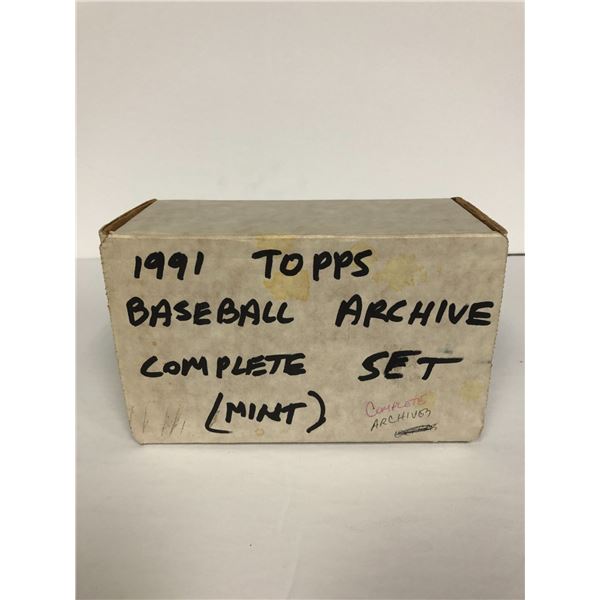 1991 TOPPS
BASEBALL ARCHIVE
COMPLETE SET
(MINT)
COMPLETE
ARCHIVES